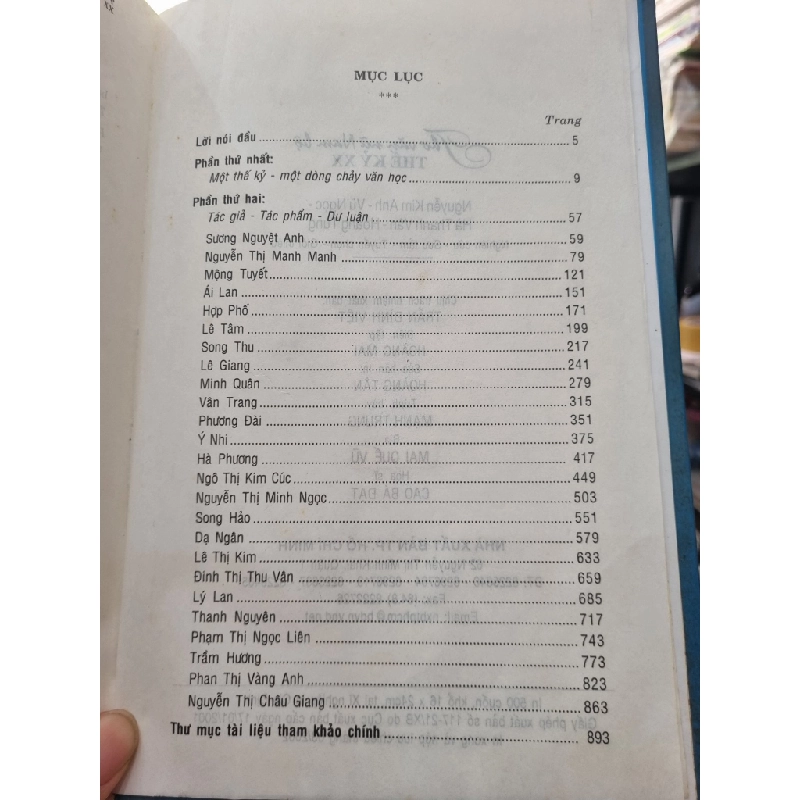 MỤC LỤC
***
Trang
Lời nói đầu 5
Phần thứ nhất:
Một thế kỷ - một dòng chảy văn học 9
Phần thứ hai:
Tác giả - Tác phẩm - Dư luận 57
Sương Nguyệt Anh 59
Nguyễn Thị Manh Manh 79
Mộng Tuyết 121
Ái Lan 151
Hợp Phố 171
Lê Tâm 199
Song Thu 217
Lê Giang 241
Minh Quân 279
Vân Trang 315
Phương Đài 351
Ý Nhi 375
Hà Phương 417
Ngô Thị Kim Cúc 449
Nguyễn Thị Minh Ngọc 503
Song Hảo 551
Dạ Ngân 579
Lê Thị Kim 633
Đinh Thị Thu Vân 659
Lý Lan 685
Thanh Nguyên 717
Phạm Thị Ngọc Liên 743
Trầm Hương 773
Phan Thị Vàng Anh 823
Nguyễn Thị Châu Giang 863
Thư mục tài liệu tham khảo chính 893